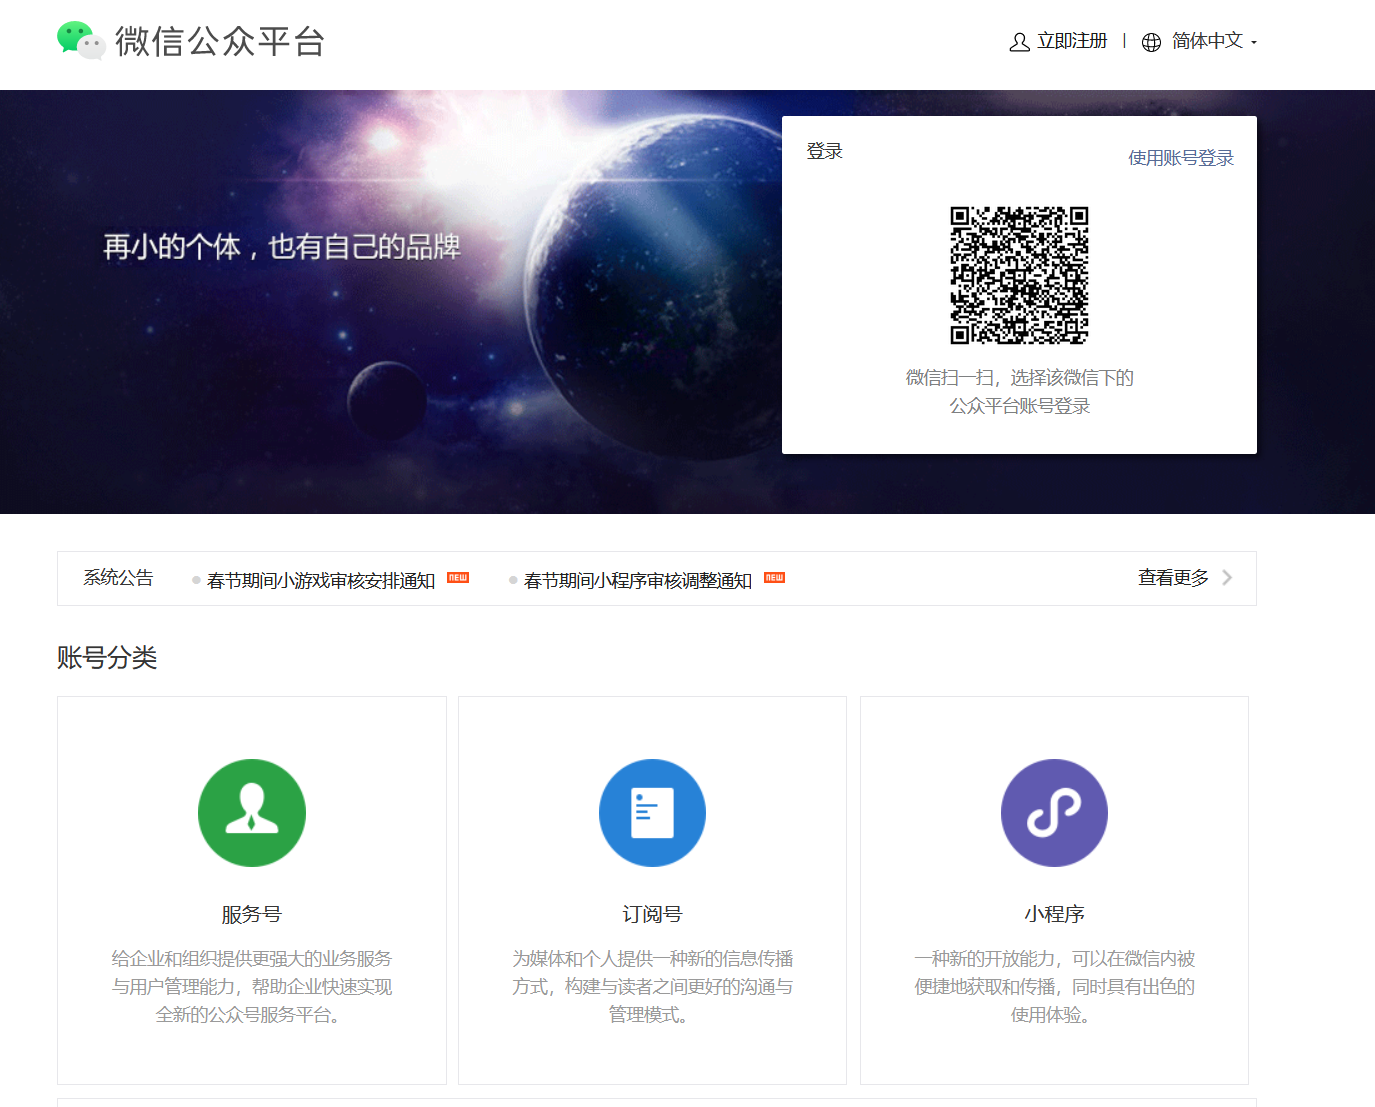 微信公众平台
立即注册 | 简体中文
登录
使用账号登录
再小的个体，也有自己的品牌
微信扫一扫，选择该微信下的
公众平台账号登录
系统公告
春节期间小游戏审核安排通知 NEW
春节期间小程序审核调整通知 NEW
查看更多
账号分类
服务号
给企业和组织提供更强大的业务服务
与用户管理能力，帮助企业快速实现
全新的公众号服务平台。
订阅号
为媒体和个人提供一种新的信息传播
方式，构建与读者之间更好的沟通与
管理模式。
小程序
一种新的开放能力，可以在微信内被
便捷地获取和传播，同时具有出色的
使用体验。